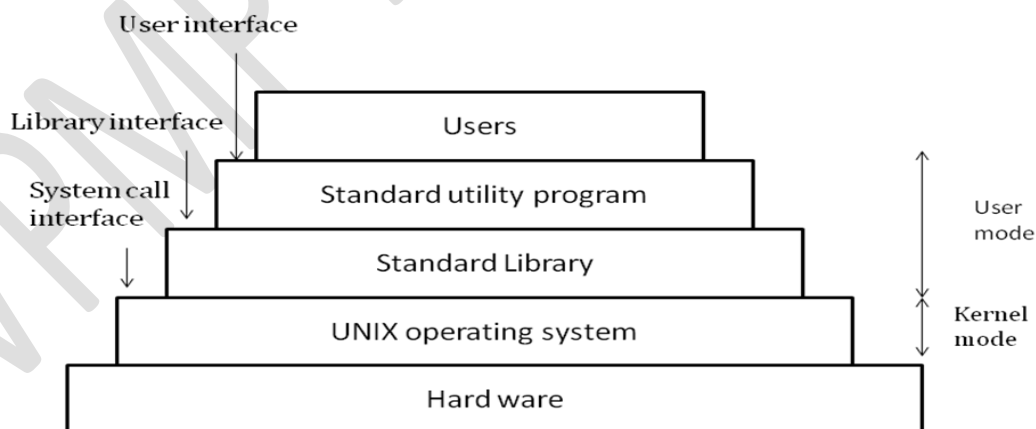 User interface
Users
Library interface
Standard utility program
System call
interface
User
mode
Standard Library
UNIX operating system
Kernel
mode
Hard ware